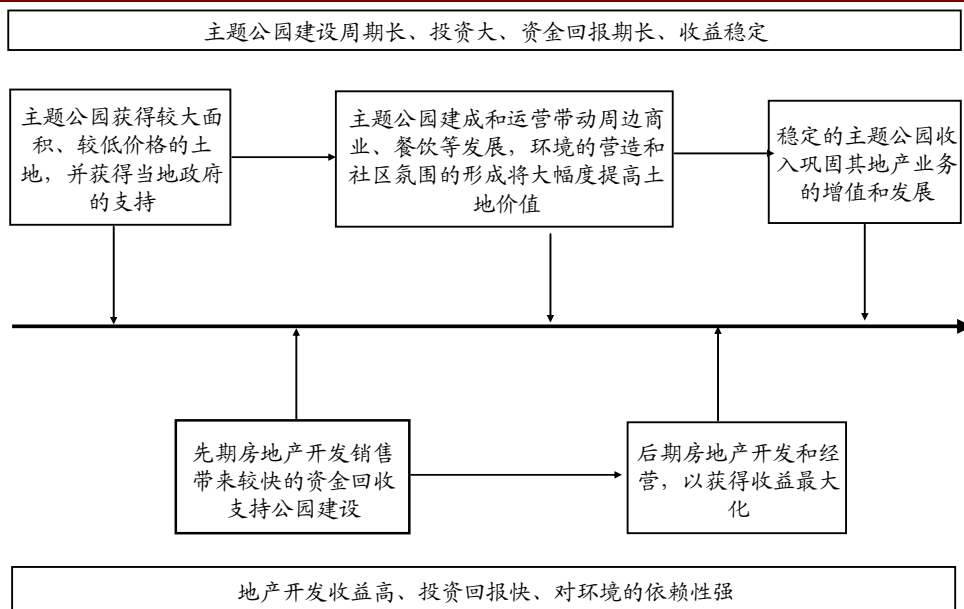 主题公园建设周期长、投资大、资金回报期长、收益稳定
主题公园获得较大面
积、较低价格的土
地，并获得当地政府
的支持
主题公园建成和运营带动周边商
业、餐饮等发展，环境的营造和
社区氛围的形成将大幅度提高土
地价值
稳定的主题公园收
入巩固其地产业务
的增值和发展
先期房地产开发销售
带来较快的资金回收
支持公园建设
后期房地产开发和经
营，以获得收益最大
化
地产开发收益高、投资回报快、对环境的依赖性强